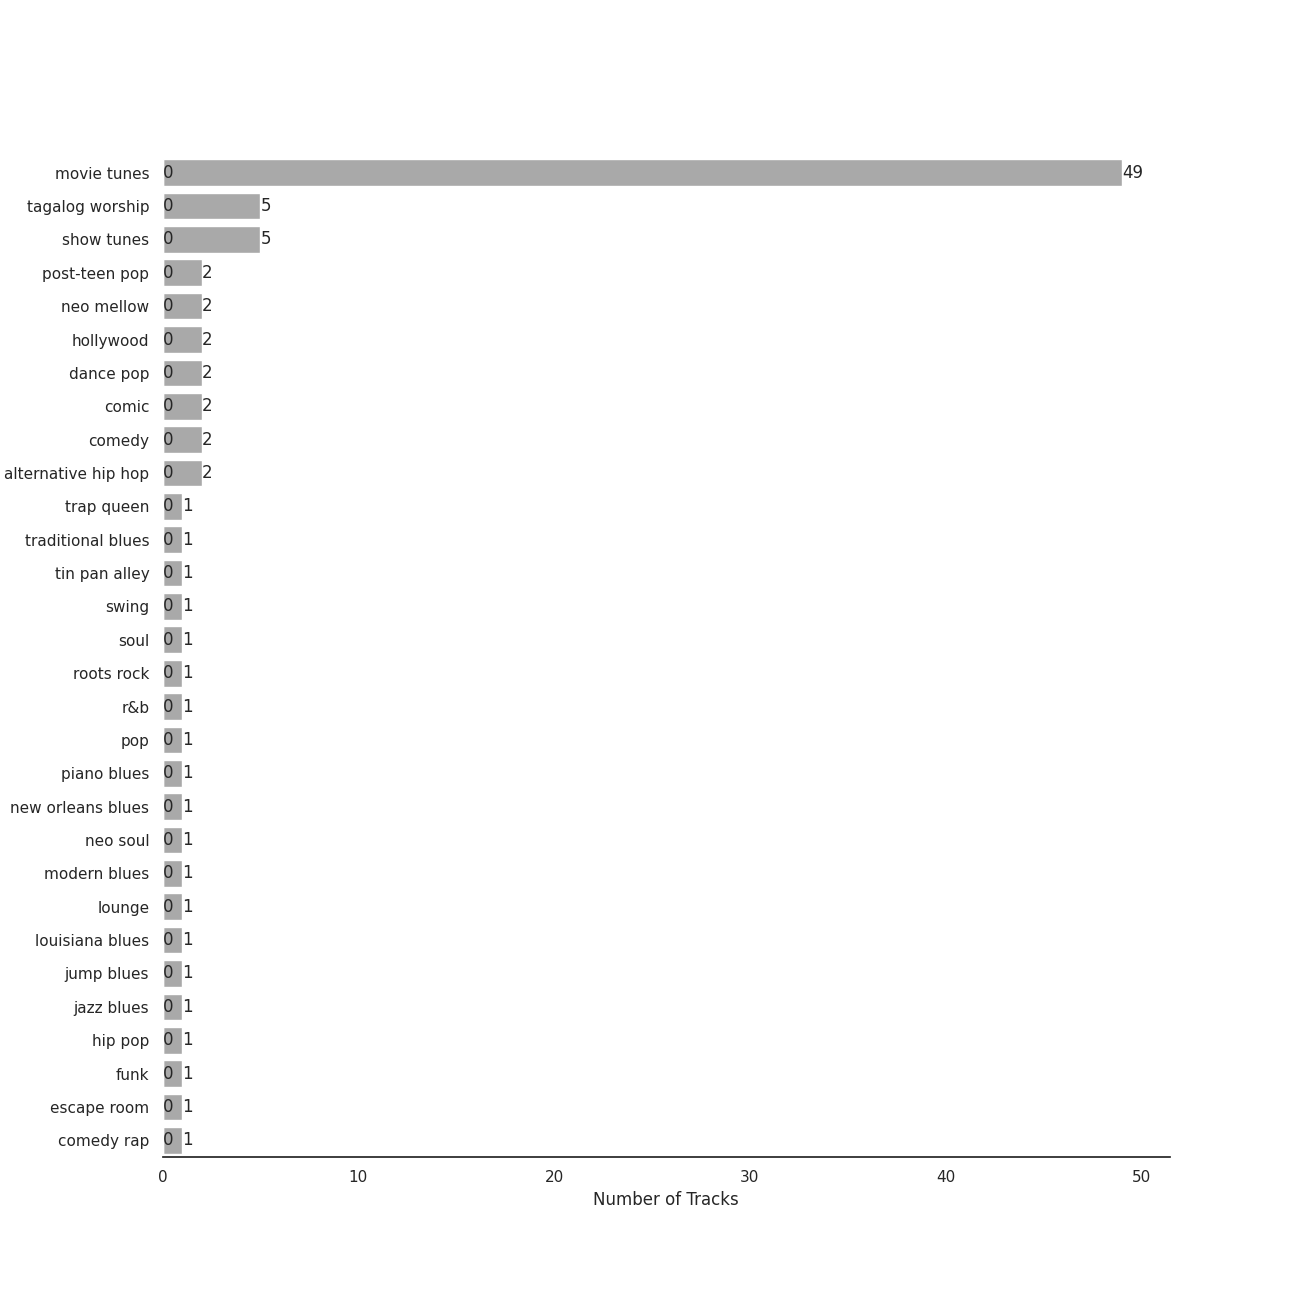 movie tunes 0 49
tagalog worship 0 5
show tunes 0 5
post-teen pop 0 2
neo mellow 0 2
hollywood 0 2
dance pop 0 2
comic 0 2
comedy 0 2
alternative hip hop 0 2
trap queen 0 1
traditional blues 0 1
tin pan alley 0 1
swing 0 1
soul 0 1
roots rock 0 1
r&b 0 1
pop 0 1
piano blues 0 1
new orleans blues 0 1
neo soul 0 1
modern blues 0 1
lounge 0 1
louisiana blues 0 1
jump blues 0 1
jazz blues 0 1
hip pop 0 1
funk 0 1
escape room 0 1
comedy rap 0 1
0 10 20 30 40 50
Number of Tracks